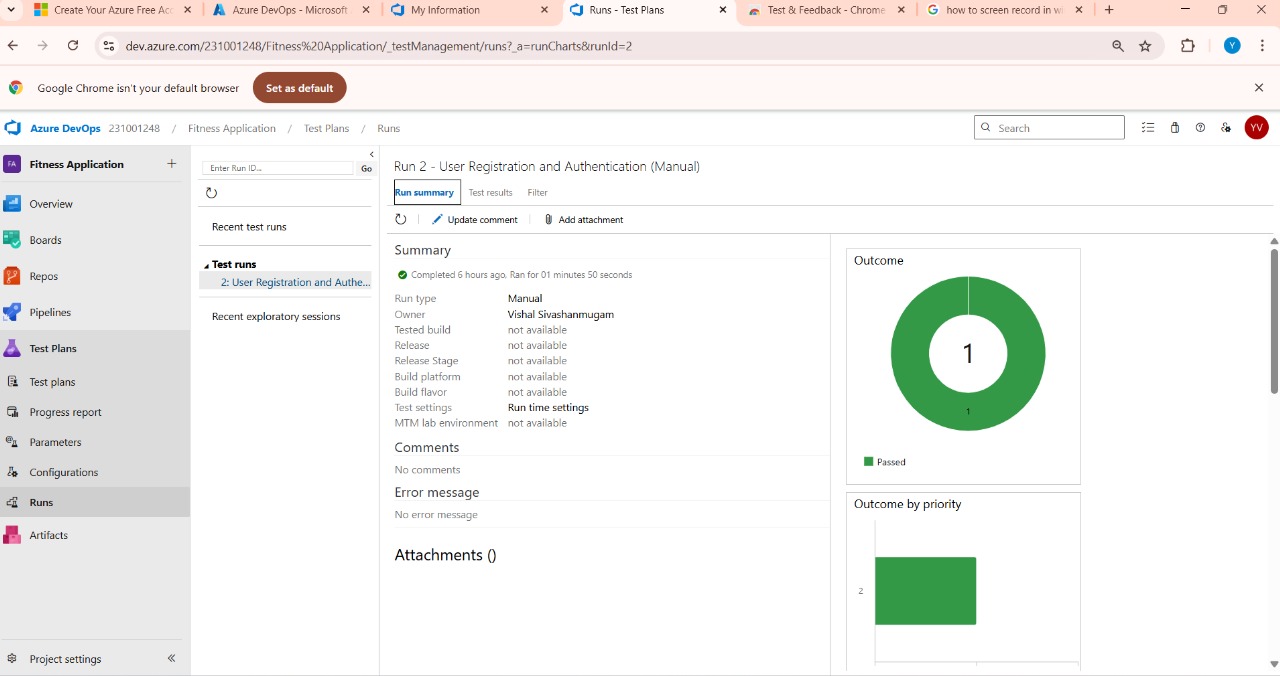 Create Your Azure Free Acc
Azure DevOps - Microsoft
My Information
Runs - Test Plans
Test & Feedback - Chrome
how to screen record in w
dev.azure.com/231001248/Fitness%20Application/_testManagement/runs?_a=runCharts&runId=2
Y
Google Chrome isn't your default browser
Set as default
Azure DevOps 231001248 / Fitness Application / Test Plans / Runs
Search
YV
FA Fitness Application
Overview
Boards
Repos
Pipelines
Test Plans
Test plans
Progress report
Parameters
Configurations
Runs
Artifacts
Project settings
Enter Run ID...
Go
Recent test runs
Test runs
2: User Registration and Authe...
Recent exploratory sessions
Run 2 - User Registration and Authentication (Manual)
Run summary Test results Filter
Update comment Add attachment
Summary
Completed 6 hours ago, Ran for 01 minutes 50 seconds
Run type Manual
Owner Vishal Sivashanmugam
Tested build not available
Release not available
Release Stage not available
Build platform not available
Build flavor not available
Test settings Run time settings
MTM lab environment not available
Comments
No comments
Error message
No error message
Attachments ()
Outcome
1
1
Passed
Outcome by priority
2